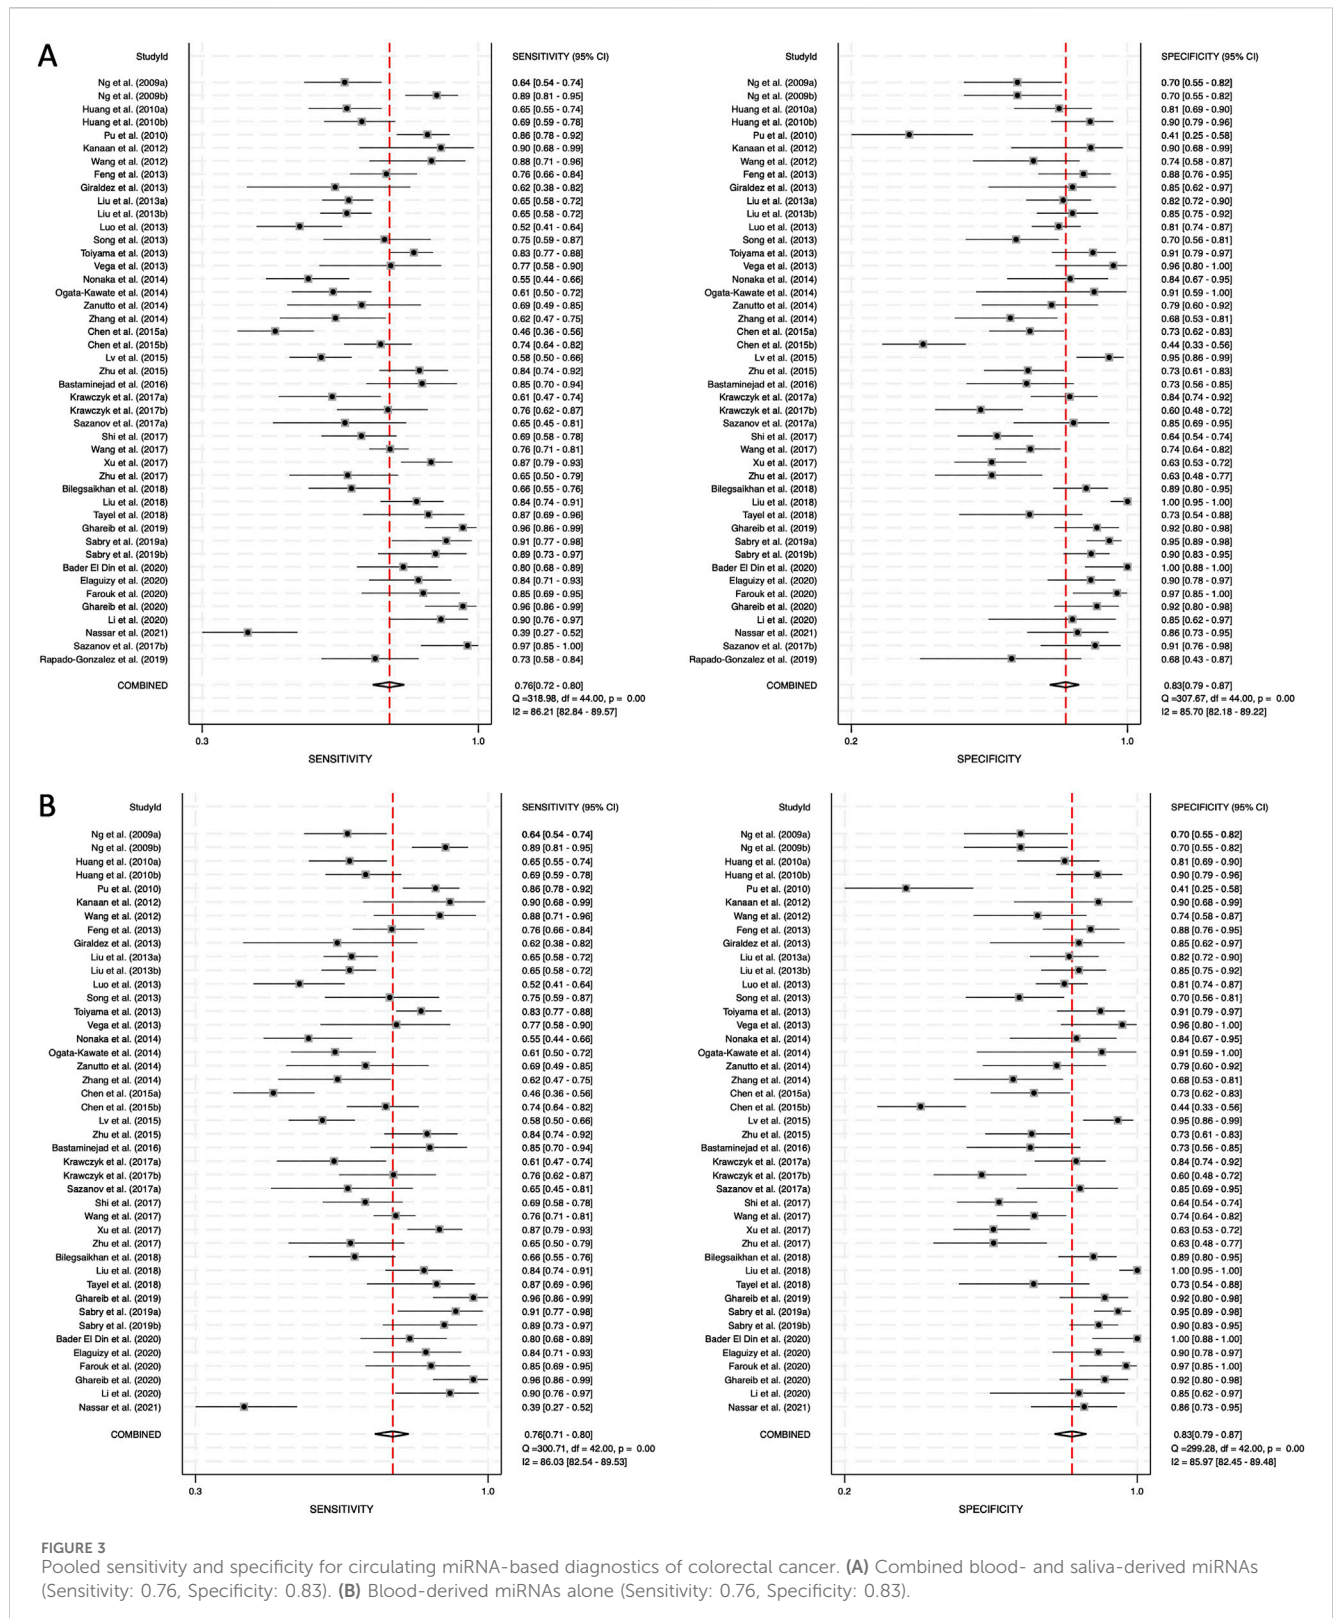 A
StudyId SENSITIVITY (95% CI)
Ng et al. (2009a) 0.64 [0.54 - 0.74]
Ng et al. (2009b) 0.89 [0.81 - 0.95]
Huang et al. (2010a) 0.65 [0.55 - 0.74]
Huang et al. (2010b) 0.69 [0.59 - 0.78]
Pu et al. (2010) 0.86 [0.78 - 0.92]
Kanaan et al. (2012) 0.90 [0.68 - 0.99]
Wang et al. (2012) 0.88 [0.71 - 0.96]
Feng et al. (2013) 0.76 [0.66 - 0.84]
Giraldez et al. (2013) 0.62 [0.38 - 0.82]
Liu et al. (2013a) 0.65 [0.58 - 0.72]
Liu et al. (2013b) 0.65 [0.58 - 0.72]
Luo et al. (2013) 0.52 [0.41 - 0.64]
Song et al. (2013) 0.75 [0.59 - 0.87]
Toiyama et al. (2013) 0.83 [0.77 - 0.88]
Vega et al. (2013) 0.77 [0.58 - 0.90]
Nonaka et al. (2014) 0.55 [0.44 - 0.66]
Ogata-Kawate et al. (2014) 0.61 [0.50 - 0.72]
Zanutto et al. (2014) 0.69 [0.49 - 0.85]
Zhang et al. (2014) 0.62 [0.47 - 0.75]
Chen et al. (2015a) 0.46 [0.36 - 0.56]
Chen et al. (2015b) 0.74 [0.64 - 0.82]
Lv et al. (2015) 0.58 [0.50 - 0.66]
Zhu et al. (2015) 0.84 [0.74 - 0.92]
Bastaminejad et al. (2016) 0.85 [0.70 - 0.94]
Krawczyk et al. (2017a) 0.61 [0.47 - 0.74]
Krawczyk et al. (2017b) 0.76 [0.62 - 0.87]
Sazanov et al. (2017a) 0.65 [0.45 - 0.81]
Shi et al. (2017) 0.69 [0.58 - 0.78]
Wang et al. (2017) 0.76 [0.71 - 0.81]
Xu et al. (2017) 0.87 [0.79 - 0.93]
Zhu et al. (2017) 0.65 [0.50 - 0.79]
Bilegsaikhan et al. (2018) 0.66 [0.55 - 0.76]
Liu et al. (2018) 0.84 [0.74 - 0.91]
Tayel et al. (2018) 0.87 [0.69 - 0.96]
Ghareib et al. (2019) 0.96 [0.86 - 0.99]
Sabry et al. (2019a) 0.91 [0.77 - 0.98]
Sabry et al. (2019b) 0.89 [0.73 - 0.97]
Bader El Din et al. (2020) 0.80 [0.68 - 0.89]
Elaguizy et al. (2020) 0.84 [0.71 - 0.93]
Farouk et al. (2020) 0.85 [0.69 - 0.95]
Ghareib et al. (2020) 0.96 [0.86 - 0.99]
Li et al. (2020) 0.90 [0.76 - 0.97]
Nassar et al. (2021) 0.39 [0.27 - 0.52]
Sazanov et al. (2017b) 0.97 [0.85 - 1.00]
Rapado-Gonzalez et al. (2019) 0.73 [0.58 - 0.84]
COMBINED 0.76[0.72 - 0.80]
Q =318.98, df = 44.00, p = 0.00
I2 = 86.21 [82.84 - 89.57]
0.3 1.0
SENSITIVITY
StudyId SPECIFICITY (95% CI)
Ng et al. (2009a) 0.70 [0.55 - 0.82]
Ng et al. (2009b) 0.70 [0.55 - 0.82]
Huang et al. (2010a) 0.81 [0.69 - 0.90]
Huang et al. (2010b) 0.90 [0.79 - 0.96]
Pu et al. (2010) 0.41 [0.25 - 0.58]
Kanaan et al. (2012) 0.90 [0.68 - 0.99]
Wang et al. (2012) 0.74 [0.58 - 0.87]
Feng et al. (2013) 0.88 [0.76 - 0.95]
Giraldez et al. (2013) 0.85 [0.62 - 0.97]
Liu et al. (2013a) 0.82 [0.72 - 0.90]
Liu et al. (2013b) 0.85 [0.75 - 0.92]
Luo et al. (2013) 0.81 [0.74 - 0.87]
Song et al. (2013) 0.70 [0.56 - 0.81]
Toiyama et al. (2013) 0.91 [0.79 - 0.97]
Vega et al. (2013) 0.96 [0.80 - 1.00]
Nonaka et al. (2014) 0.84 [0.67 - 0.95]
Ogata-Kawate et al. (2014) 0.91 [0.59 - 1.00]
Zanutto et al. (2014) 0.79 [0.60 - 0.92]
Zhang et al. (2014) 0.68 [0.53 - 0.81]
Chen et al. (2015a) 0.73 [0.62 - 0.83]
Chen et al. (2015b) 0.44 [0.33 - 0.56]
Lv et al. (2015) 0.95 [0.86 - 0.99]
Zhu et al. (2015) 0.73 [0.61 - 0.83]
Bastaminejad et al. (2016) 0.73 [0.56 - 0.85]
Krawczyk et al. (2017a) 0.84 [0.74 - 0.92]
Krawczyk et al. (2017b) 0.60 [0.48 - 0.72]
Sazanov et al. (2017a) 0.85 [0.69 - 0.95]
Shi et al. (2017) 0.64 [0.54 - 0.74]
Wang et al. (2017) 0.74 [0.64 - 0.82]
Xu et al. (2017) 0.63 [0.53 - 0.72]
Zhu et al. (2017) 0.63 [0.48 - 0.77]
Bilegsaikhan et al. (2018) 0.89 [0.80 - 0.95]
Liu et al. (2018) 1.00 [0.95 - 1.00]
Tayel et al. (2018) 0.73 [0.54 - 0.88]
Ghareib et al. (2019) 0.92 [0.80 - 0.98]
Sabry et al. (2019a) 0.95 [0.89 - 0.98]
Sabry et al. (2019b) 0.90 [0.83 - 0.95]
Bader El Din et al. (2020) 1.00 [0.88 - 1.00]
Elaguizy et al. (2020) 0.90 [0.78 - 0.97]
Farouk et al. (2020) 0.97 [0.85 - 1.00]
Ghareib et al. (2020) 0.92 [0.80 - 0.98]
Li et al. (2020) 0.85 [0.62 - 0.97]
Nassar et al. (2021) 0.86 [0.73 - 0.95]
Sazanov et al. (2017b) 0.91 [0.76 - 0.98]
Rapado-Gonzalez et al. (2019) 0.68 [0.43 - 0.87]
COMBINED 0.83[0.79 - 0.87]
Q =307.67, df = 44.00, p = 0.00
I2 = 85.70 [82.18 - 89.22]
0.2 1.0
SPECIFICITY
B
StudyId SENSITIVITY (95% CI)
Ng et al. (2009a) 0.64 [0.54 - 0.74]
Ng et al. (2009b) 0.89 [0.81 - 0.95]
Huang et al. (2010a) 0.65 [0.55 - 0.74]
Huang et al. (2010b) 0.69 [0.59 - 0.78]
Pu et al. (2010) 0.86 [0.78 - 0.92]
Kanaan et al. (2012) 0.90 [0.68 - 0.99]
Wang et al. (2012) 0.88 [0.71 - 0.96]
Feng et al. (2013) 0.76 [0.66 - 0.84]
Giraldez et al. (2013) 0.62 [0.38 - 0.82]
Liu et al. (2013a) 0.65 [0.58 - 0.72]
Liu et al. (2013b) 0.65 [0.58 - 0.72]
Luo et al. (2013) 0.52 [0.41 - 0.64]
Song et al. (2013) 0.75 [0.59 - 0.87]
Toiyama et al. (2013) 0.83 [0.77 - 0.88]
Vega et al. (2013) 0.77 [0.58 - 0.90]
Nonaka et al. (2014) 0.55 [0.44 - 0.66]
Ogata-Kawate et al. (2014) 0.61 [0.50 - 0.72]
Zanutto et al. (2014) 0.69 [0.49 - 0.85]
Zhang et al. (2014) 0.62 [0.47 - 0.75]
Chen et al. (2015a) 0.46 [0.36 - 0.56]
Chen et al. (2015b) 0.74 [0.64 - 0.82]
Lv et al. (2015) 0.58 [0.50 - 0.66]
Zhu et al. (2015) 0.84 [0.74 - 0.92]
Bastaminejad et al. (2016) 0.85 [0.70 - 0.94]
Krawczyk et al. (2017a) 0.61 [0.47 - 0.74]
Krawczyk et al. (2017b) 0.76 [0.62 - 0.87]
Sazanov et al. (2017a) 0.65 [0.45 - 0.81]
Shi et al. (2017) 0.69 [0.58 - 0.78]
Wang et al. (2017) 0.76 [0.71 - 0.81]
Xu et al. (2017) 0.87 [0.79 - 0.93]
Zhu et al. (2017) 0.65 [0.50 - 0.79]
Bilegsaikhan et al. (2018) 0.66 [0.55 - 0.76]
Liu et al. (2018) 0.84 [0.74 - 0.91]
Tayel et al. (2018) 0.87 [0.69 - 0.96]
Ghareib et al. (2019) 0.96 [0.86 - 0.99]
Sabry et al. (2019a) 0.91 [0.77 - 0.98]
Sabry et al. (2019b) 0.89 [0.73 - 0.97]
Bader El Din et al. (2020) 0.80 [0.68 - 0.89]
Elaguizy et al. (2020) 0.84 [0.71 - 0.93]
Farouk et al. (2020) 0.85 [0.69 - 0.95]
Ghareib et al. (2020) 0.96 [0.86 - 0.99]
Li et al. (2020) 0.90 [0.76 - 0.97]
Nassar et al. (2021) 0.39 [0.27 - 0.52]
COMBINED 0.76[0.71 - 0.80]
Q =300.71, df = 42.00, p = 0.00
I2 = 86.03 [82.54 - 89.53]
0.3 1.0
SENSITIVITY
StudyId SPECIFICITY (95% CI)
Ng et al. (2009a) 0.70 [0.55 - 0.82]
Ng et al. (2009b) 0.70 [0.55 - 0.82]
Huang et al. (2010a) 0.81 [0.69 - 0.90]
Huang et al. (2010b) 0.90 [0.79 - 0.96]
Pu et al. (2010) 0.41 [0.25 - 0.58]
Kanaan et al. (2012) 0.90 [0.68 - 0.99]
Wang et al. (2012) 0.74 [0.58 - 0.87]
Feng et al. (2013) 0.88 [0.76 - 0.95]
Giraldez et al. (2013) 0.85 [0.62 - 0.97]
Liu et al. (2013a) 0.82 [0.72 - 0.90]
Liu et al. (2013b) 0.85 [0.75 - 0.92]
Luo et al. (2013) 0.81 [0.74 - 0.87]
Song et al. (2013) 0.70 [0.56 - 0.81]
Toiyama et al. (2013) 0.91 [0.79 - 0.97]
Vega et al. (2013) 0.96 [0.80 - 1.00]
Nonaka et al. (2014) 0.84 [0.67 - 0.95]
Ogata-Kawate et al. (2014) 0.91 [0.59 - 1.00]
Zanutto et al. (2014) 0.79 [0.60 - 0.92]
Zhang et al. (2014) 0.68 [0.53 - 0.81]
Chen et al. (2015a) 0.73 [0.62 - 0.83]
Chen et al. (2015b) 0.44 [0.33 - 0.56]
Lv et al. (2015) 0.95 [0.86 - 0.99]
Zhu et al. (2015) 0.73 [0.61 - 0.83]
Bastaminejad et al. (2016) 0.73 [0.56 - 0.85]
Krawczyk et al. (2017a) 0.84 [0.74 - 0.92]
Krawczyk et al. (2017b) 0.60 [0.48 - 0.72]
Sazanov et al. (2017a) 0.85 [0.69 - 0.95]
Shi et al. (2017) 0.64 [0.54 - 0.74]
Wang et al. (2017) 0.74 [0.64 - 0.82]
Xu et al. (2017) 0.63 [0.53 - 0.72]
Zhu et al. (2017) 0.63 [0.48 - 0.77]
Bilegsaikhan et al. (2018) 0.89 [0.80 - 0.95]
Liu et al. (2018) 1.00 [0.95 - 1.00]
Tayel et al. (2018) 0.73 [0.54 - 0.88]
Ghareib et al. (2019) 0.92 [0.80 - 0.98]
Sabry et al. (2019a) 0.95 [0.89 - 0.98]
Sabry et al. (2019b) 0.90 [0.83 - 0.95]
Bader El Din et al. (2020) 1.00 [0.88 - 1.00]
Elaguizy et al. (2020) 0.90 [0.78 - 0.97]
Farouk et al. (2020) 0.97 [0.85 - 1.00]
Ghareib et al. (2020) 0.92 [0.80 - 0.98]
Li et al. (2020) 0.85 [0.62 - 0.97]
Nassar et al. (2021) 0.86 [0.73 - 0.95]
COMBINED 0.83[0.79 - 0.87]
Q =299.28, df = 42.00, p = 0.00
I2 = 85.97 [82.45 - 89.48]
0.2 1.0
SPECIFICITY
FIGURE 3
Pooled sensitivity and specificity for circulating miRNA-based diagnostics of colorectal cancer. (A) Combined blood- and saliva-derived miRNAs
(Sensitivity: 0.76, Specificity: 0.83). (B) Blood-derived miRNAs alone (Sensitivity: 0.76, Specificity: 0.83).